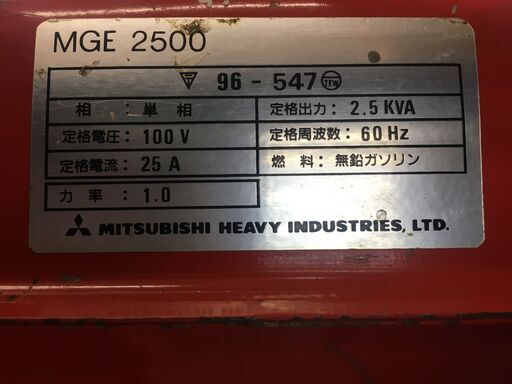 MGE 2500
〒 96-547 TEW
相：単相
定格出力：2.5 KVA
定格電圧：100 V
定格周波数：60 Hz
定格電流：25 A
燃料：無鉛ガソリン
力率：1.0
MITSUBISHI HEAVY INDUSTRIES, LTD.